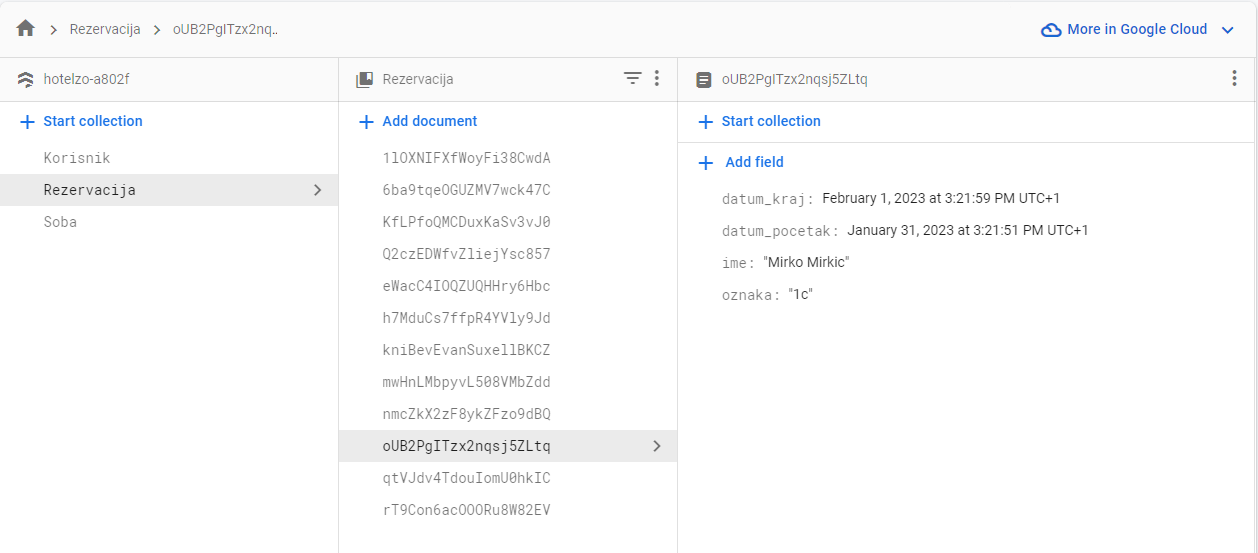 Rezervacija
oUB2PgITzx2nq..
More in Google Cloud
hotelzo-a802f
Rezervacija
oUB2PgITzx2nqsj5ZLtq
Start collection
Korisnik
Rezervacija
Soba
Add document
1lOXNIFXfWoyFi38CwdA
6ba9tqeOGUZMV7wck47C
KfLPfoQMCDuxKaSv3vJ0
Q2czEDWfvZliejYsc857
eWacC4IOQZUQHHry6Hbc
h7MduCs7ffpR4YVly9Jd
kniBevEvanSuxellBKCZ
mwHnLMbpyvL508VMbZdd
nmcZkX2zF8ykZFzo9dBQ
oUB2PgITzx2nqsj5ZLtq
qtVJdv4TdouIomU0hkIC
rT9Con6acOOORu8W82EV
Start collection
Add field
datum_kraj: February 1, 2023 at 3:21:59 PM UTC+1
datum_pocetak: January 31, 2023 at 3:21:51 PM UTC+1
ime: "Mirko Mirkic"
oznaka: "1c"